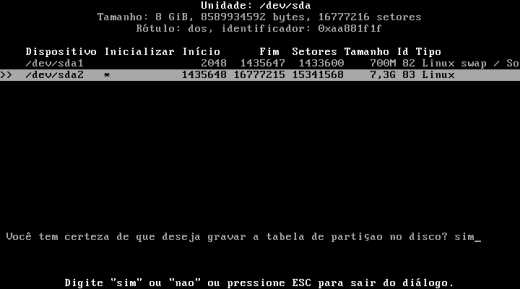 Unidade: /dev/sda
Tamanho: 8 GiB, 8589934592 bytes, 16777216 setores
Rótulo: dos, identificador: 0xaa881f1f
Dispositivo Inicializar Início Fim Setores Tamanho Id Tipo
/dev/sda1 2048 1435647 1433600 700M 82 Linux swap / So
>> /dev/sda2 * 1435648 16777215 15341568 7,3G 83 Linux
Você tem certeza de que deseja gravar a tabela de partiçao no disco? sim_
Digite "sim" ou "nao" ou pressione ESC para sair do diálogo.